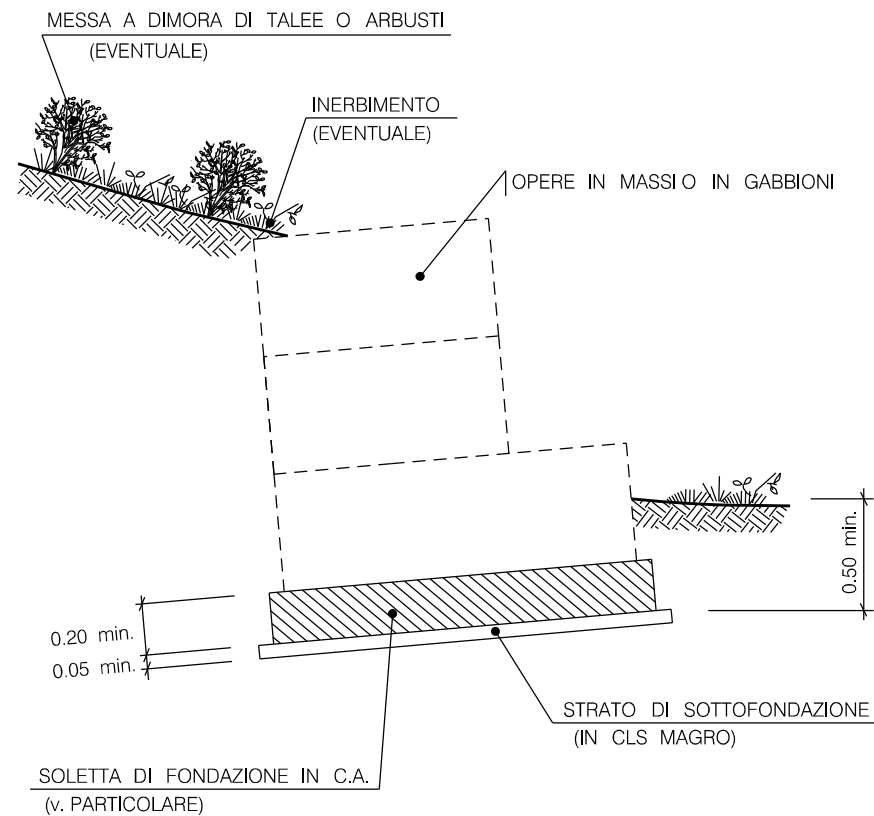 MESSA A DIMORA DI TALEE O ARBUSTI
(EVENTUALE)
INERBIMENTO
(EVENTUALE)
OPERE IN MASSI O IN GABBIONI
0.50 min.
0.20 min.
0.05 min.
STRATO DI SOTTOFONDAZIONE
(IN CLS MAGRO)
SOLETTA DI FONDAZIONE IN C.A.
(v. PARTICOLARE)